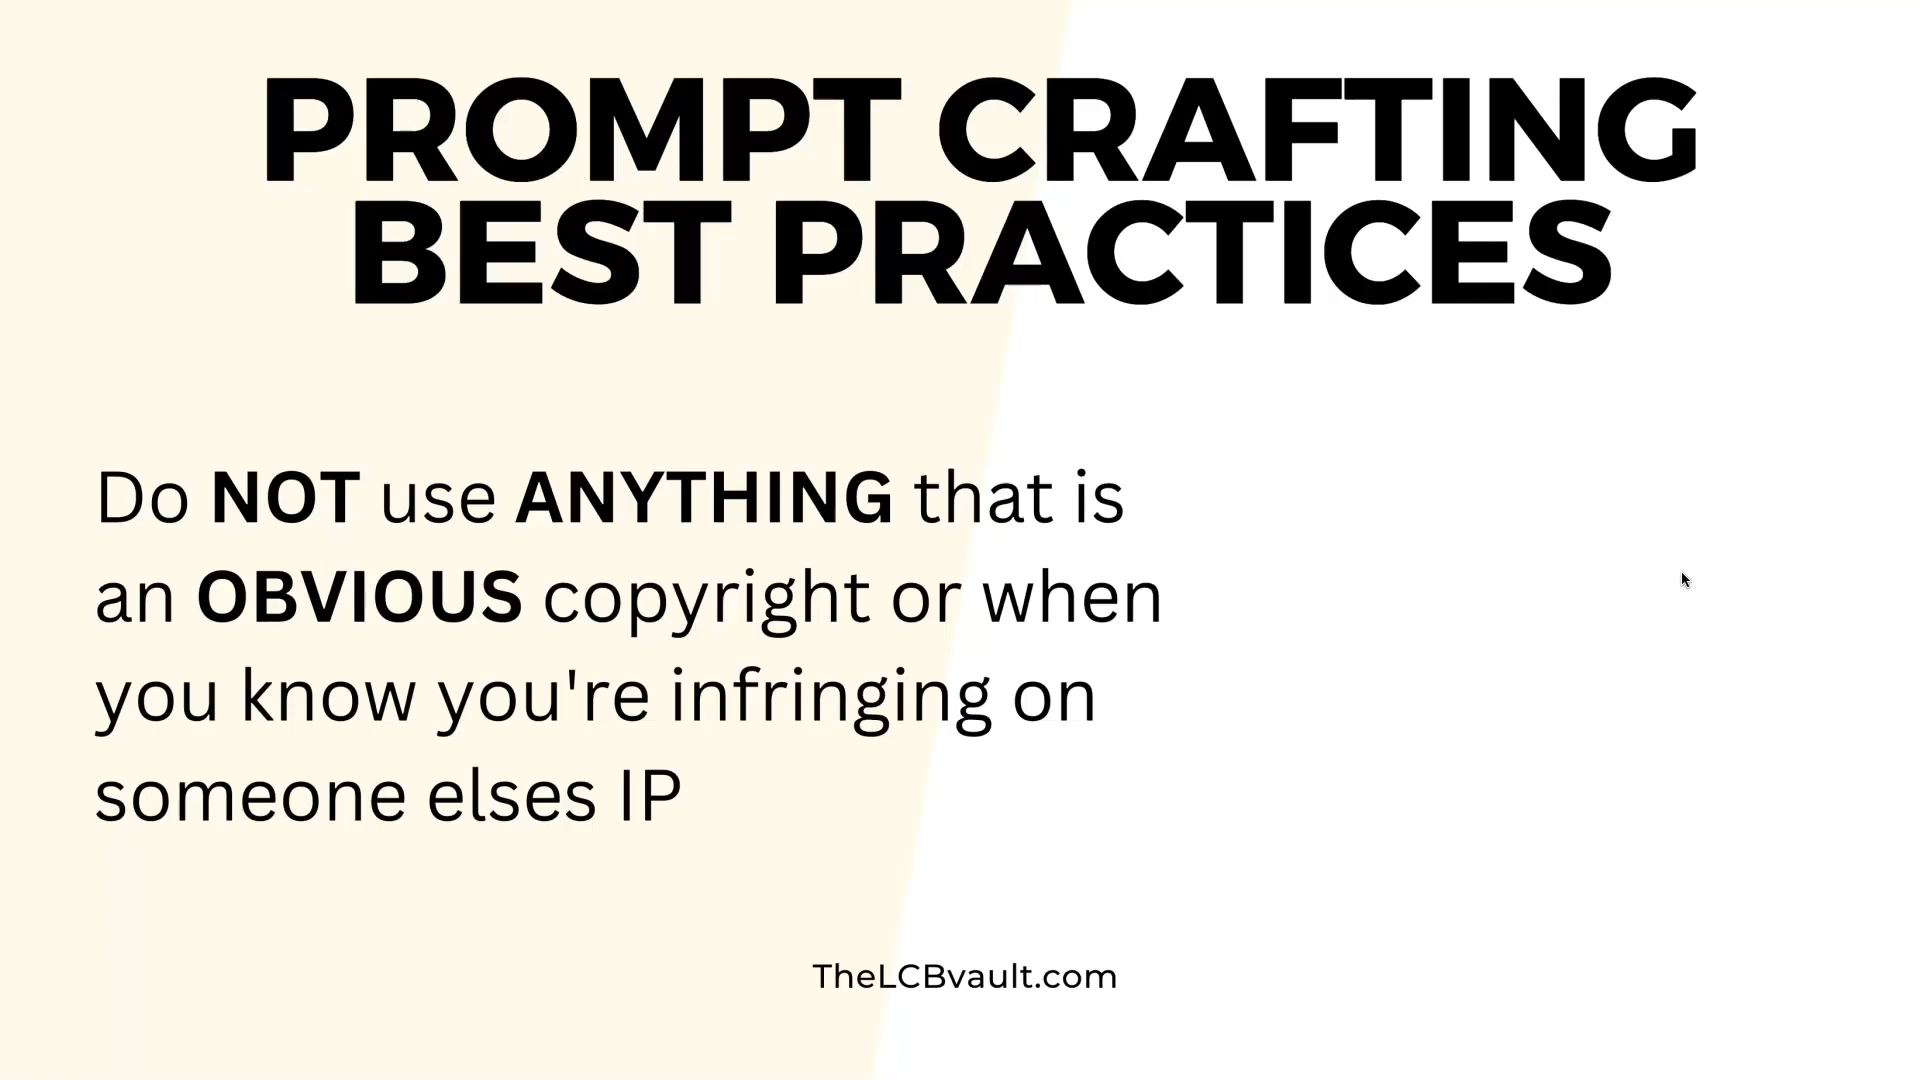 PROMPT CRAFTING
BEST PRACTICES
Do NOT use ANYTHING that is
an OBVIOUS copyright or when
you know you're infringing on
someone elses IP
TheLCBvault.com